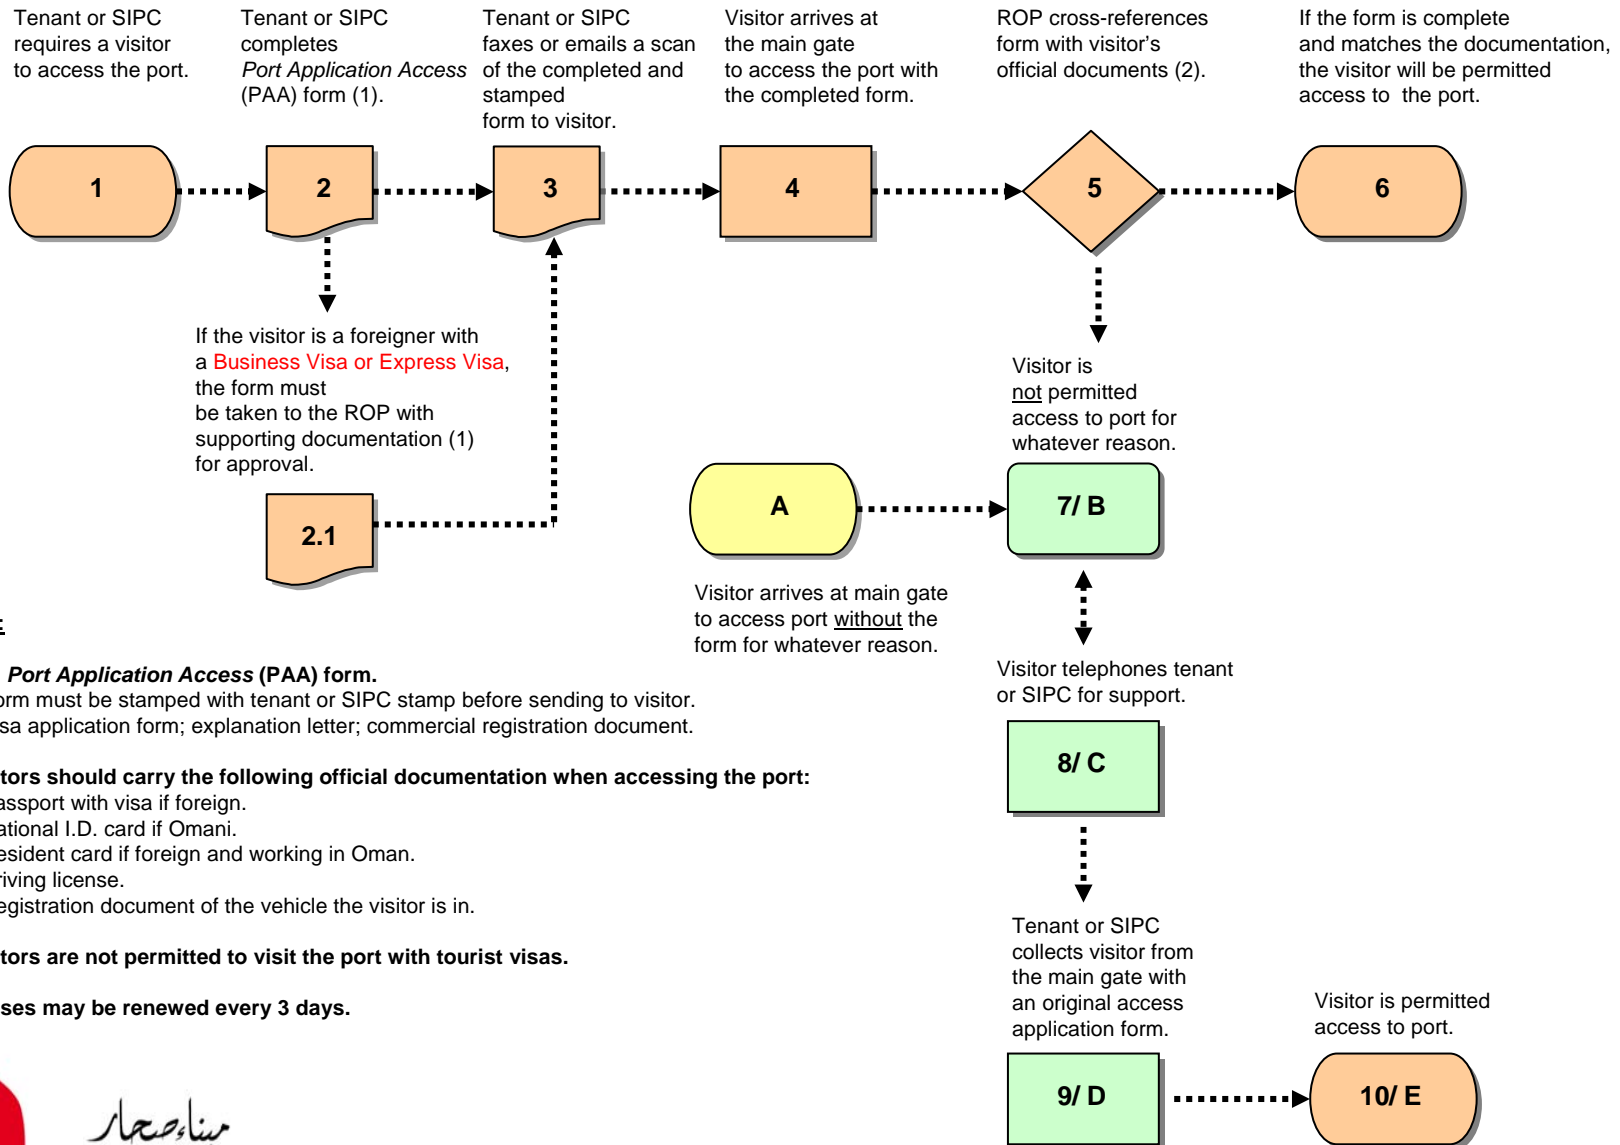 Tenant or SIPC
requires a visitor
to access the port.
Tenant or SIPC
completes
Port Application Access
(PAA) form (1).
Tenant or SIPC
faxes or emails a scan
of the completed and
stamped
form to visitor.
Visitor arrives at
the main gate
to access the port with
the completed form.
ROP cross-references
form with visitor's
official documents (2).
If the form is complete
and matches the documentation,
the visitor will be permitted
access to  the port.
1
2
3
4
5
6
If the visitor is a foreigner with
a Business Visa or Express Visa,
the form must
be taken to the ROP with
supporting documentation (1)
for approval.
2.1
Visitor is
not permitted
access to port for
whatever reason.
A
7/ B
Visitor arrives at main gate
to access port without the
form for whatever reason.
Visitor telephones tenant
or SIPC for support.
8/ C
Tenant or SIPC
collects visitor from
the main gate with
an original access
application form.
9/ D
Visitor is permitted
access to port.
10/ E
Port Application Access (PAA) form.
orm must be stamped with tenant or SIPC stamp before sending to visitor.
sa application form; explanation letter; commercial registration document.
tors should carry the following official documentation when accessing the port:
assport with visa if foreign.
ational I.D. card if Omani.
esident card if foreign and working in Oman.
riving license.
egistration document of the vehicle the visitor is in.
tors are not permitted to visit the port with tourist visas.
ses may be renewed every 3 days.
ميناء صحار